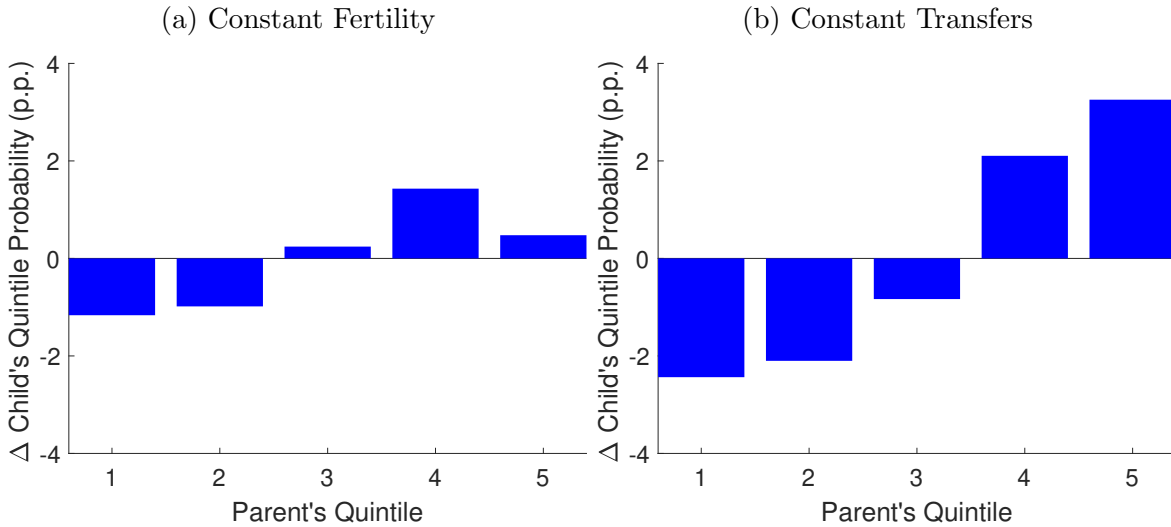 (a) Constant Fertility
Δ Child's Quintile Probability (p.p.)
4
2
0
-2
-4
1 2 3 4 5
Parent's Quintile
(b) Constant Transfers
Δ Child's Quintile Probability (p.p.)
4
2
0
-2
-4
1 2 3 4 5
Parent's Quintile